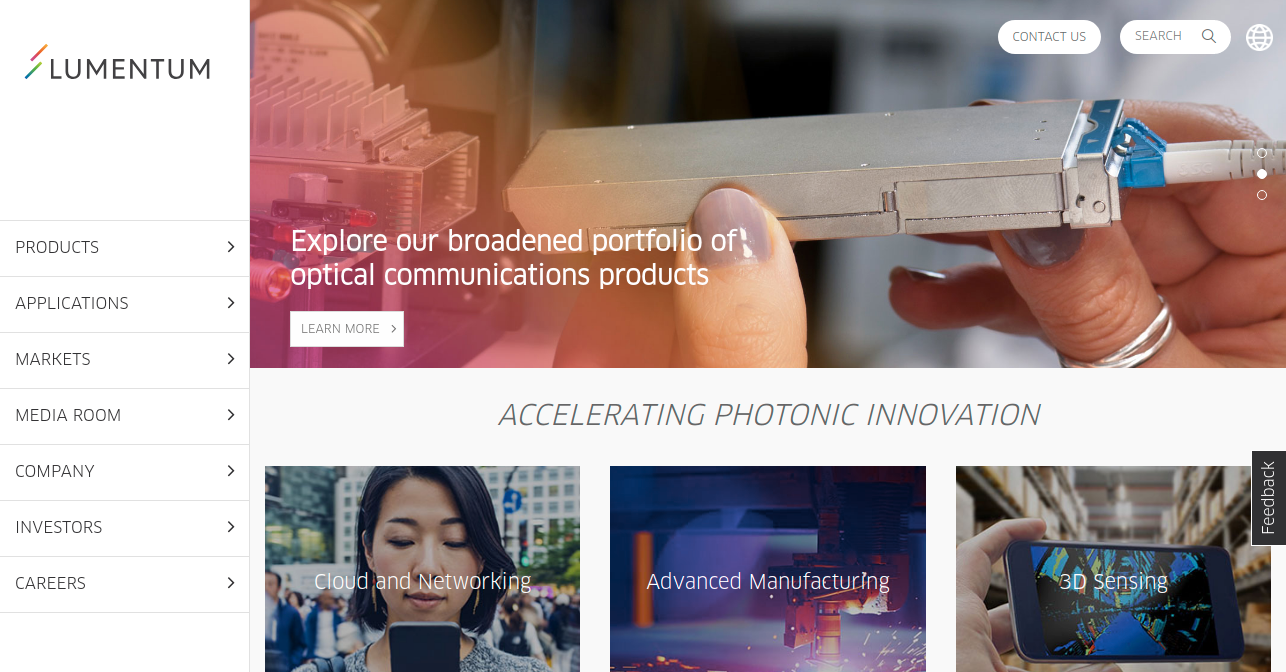 LUMENTUM
CONTACT US
SEARCH
PRODUCTS
APPLICATIONS
MARKETS
MEDIA ROOM
COMPANY
INVESTORS
CAREERS
Explore our broadened portfolio of
optical communications products
LEARN MORE
ACCELERATING PHOTONIC INNOVATION
Cloud and Networking
Advanced Manufacturing
3D Sensing
Feedback